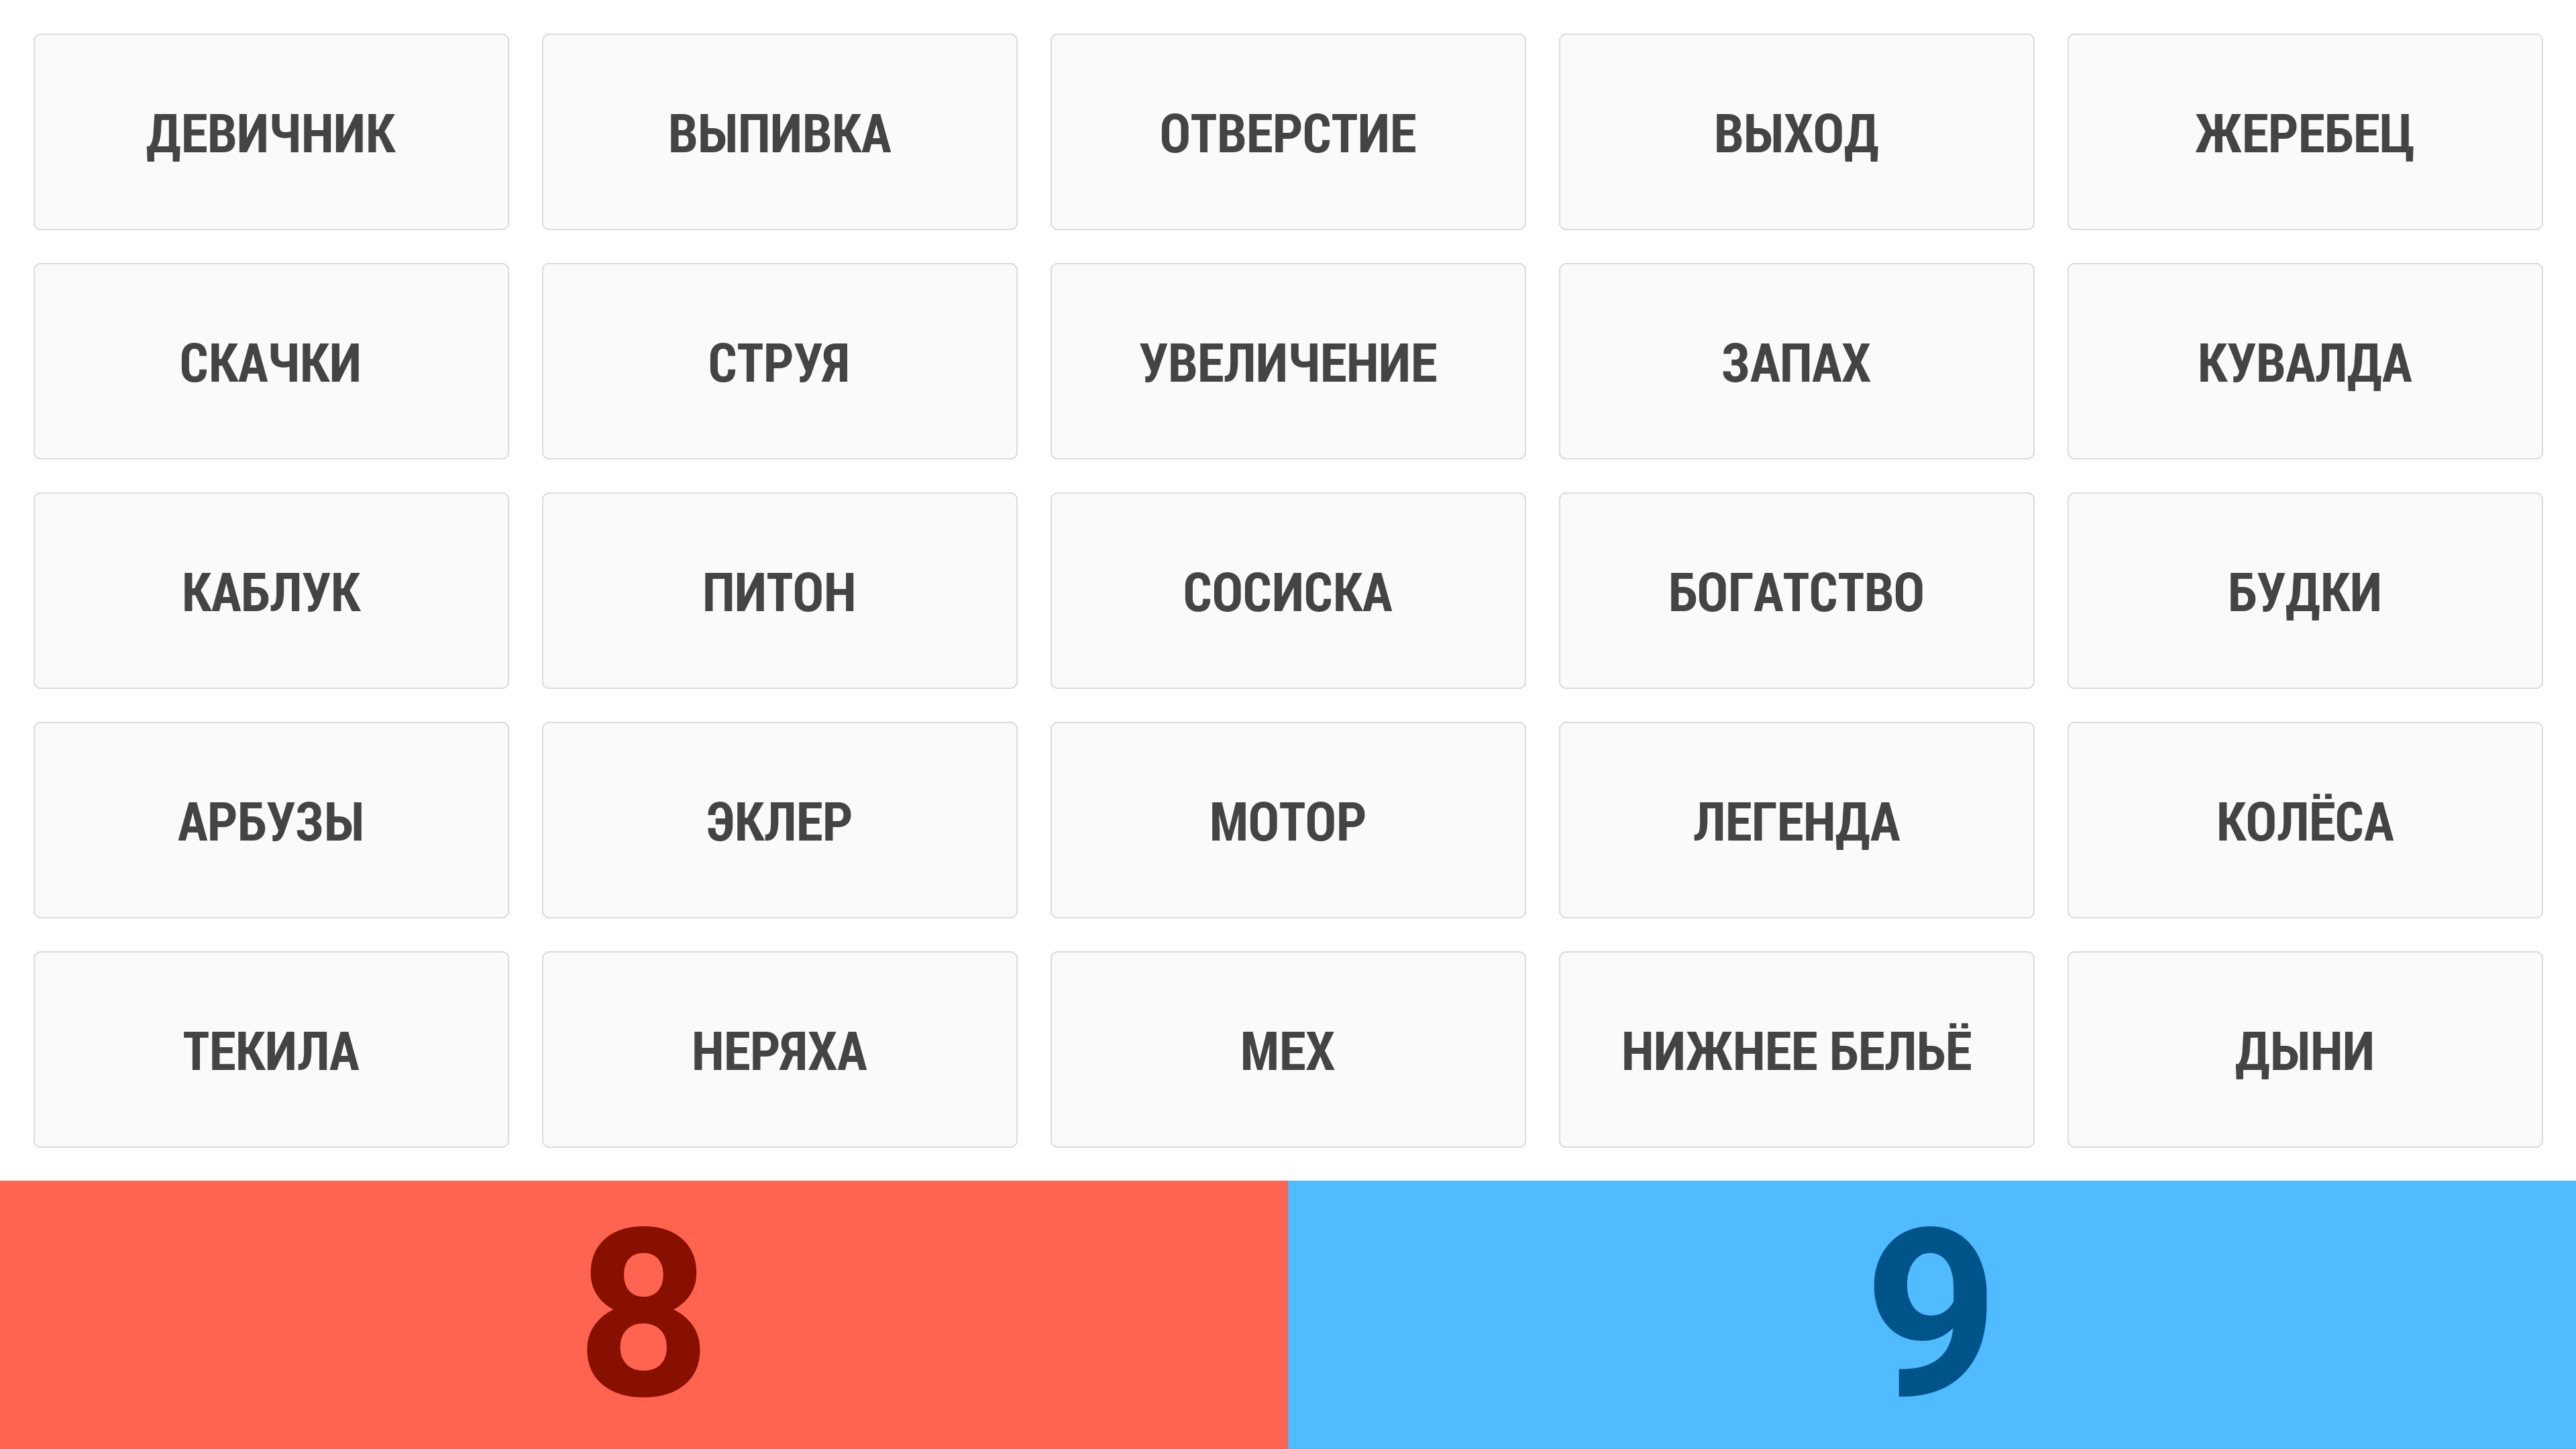 ДЕВИЧНИК
ВЫПИВКА
ОТВЕРСТИЕ
ВЫХОД
ЖЕРЕБЕЦ
СКАЧКИ
СТРУЯ
УВЕЛИЧЕНИЕ
ЗАПАХ
КУВАЛДА
КАБЛУК
ПИТОН
СОСИСКА
БОГАТСТВО
БУДКИ
АРБУЗЫ
ЭКЛЕР
МОТОР
ЛЕГЕНДА
КОЛЁСА
ТЕКИЛА
НЕРЯХА
МЕХ
НИЖНЕЕ БЕЛЬЁ
ДЫНИ
8
9